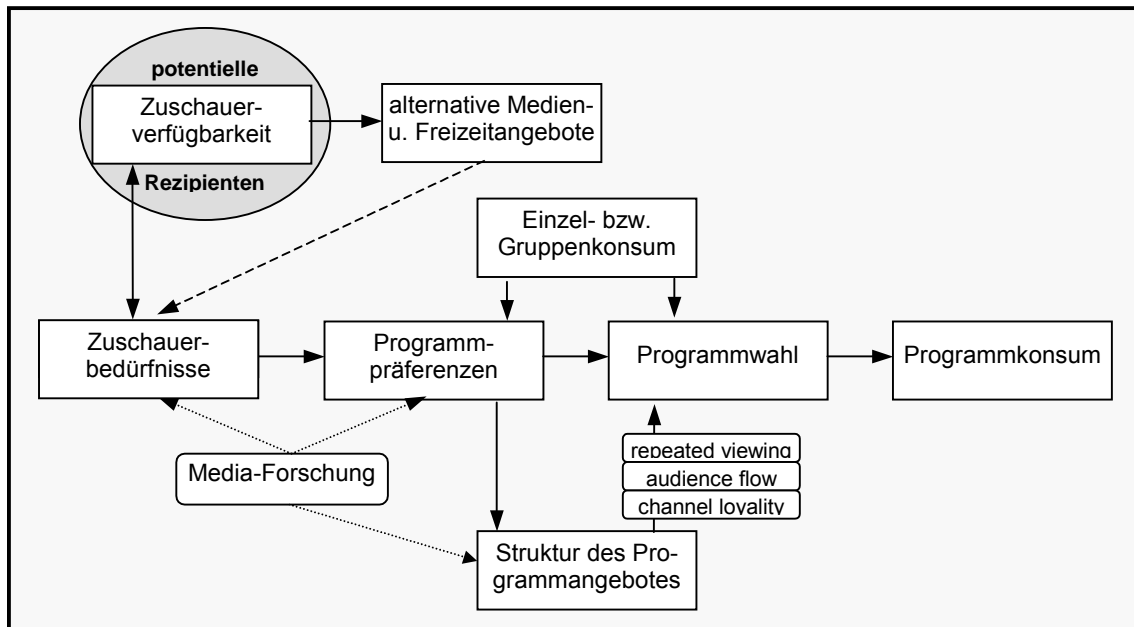 potentielle
Zuschauer-
verfügbarkeit
Rezipienten
alternative Medien-
u. Freizeitangebote
Einzel- bzw.
Gruppenkonsum
Zuschauer-
bedürfnisse
Programm-
präferenzen
Programmwahl
Programmkonsum
Media-Forschung
repeated viewing
audience flow
channel loyality
Struktur des Pro-
grammangebotes